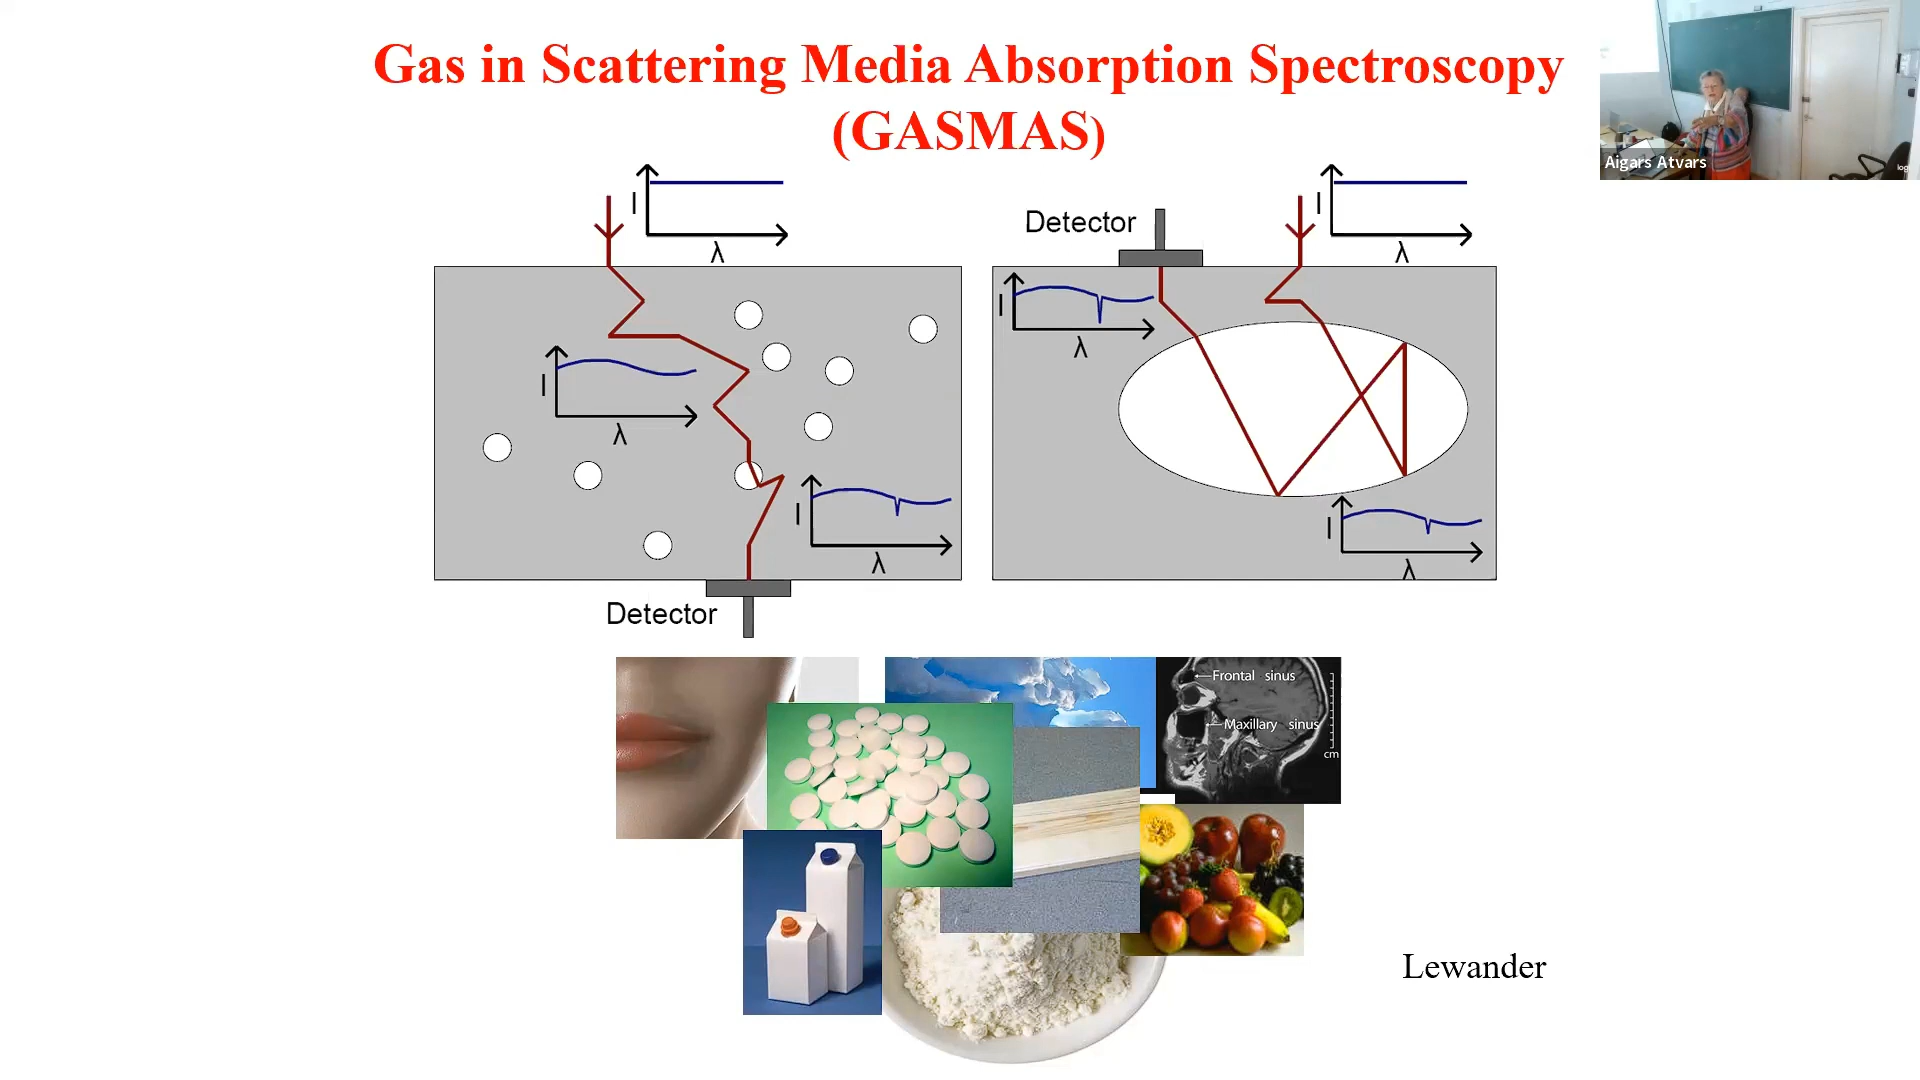 Gas in Scattering Media Absorption Spectroscopy
(GASMAS)
Aigars Atvars
I
λ
Detector
I
λ
I
λ
I
λ
I
λ
I
λ
Detector
Frontal sinus
Maxillary sinus
cm
Lewander